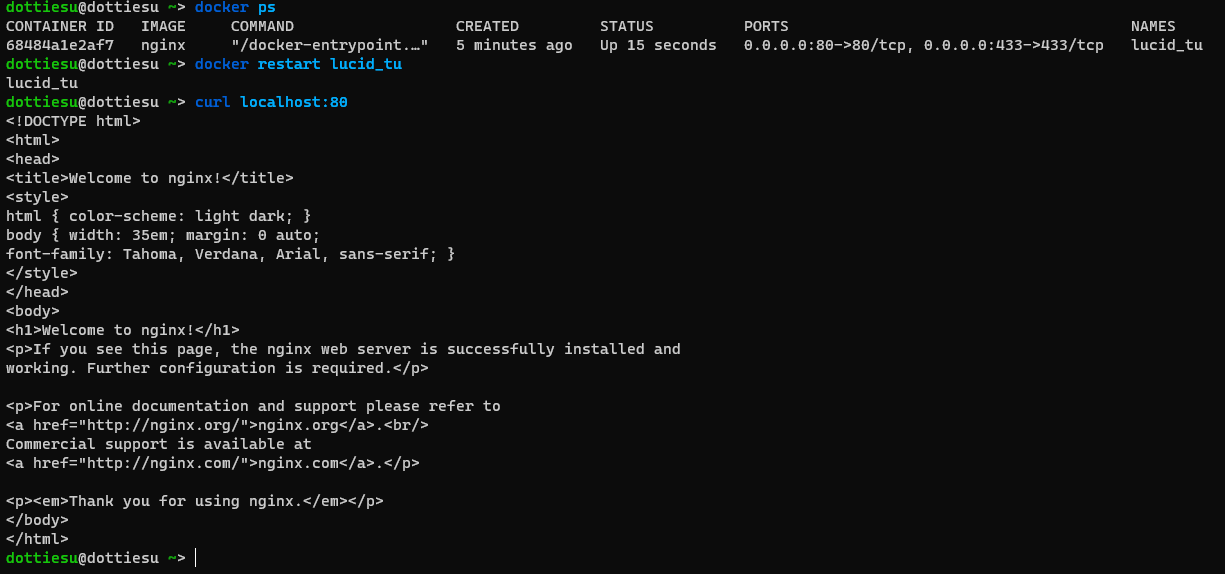 dottiesu@dottiesu ~> docker ps
CONTAINER ID   IMAGE     COMMAND                  CREATED         STATUS          PORTS                                      NAMES
68484a1e2af7   nginx     "/docker-entrypoint.…"   5 minutes ago   Up 15 seconds   0.0.0.0:80->80/tcp, 0.0.0.0:433->433/tcp   lucid_tu
dottiesu@dottiesu ~> docker restart lucid_tu
lucid_tu
dottiesu@dottiesu ~> curl localhost:80
<!DOCTYPE html>
<html>
<head>
<title>Welcome to nginx!</title>
<style>
html { color-scheme: light dark; }
body { width: 35em; margin: 0 auto;
font-family: Tahoma, Verdana, Arial, sans-serif; }
</style>
</head>
<body>
<h1>Welcome to nginx!</h1>
<p>If you see this page, the nginx web server is successfully installed and
working. Further configuration is required.</p>

<p>For online documentation and support please refer to
<a href="http://nginx.org/">nginx.org</a>.<br/>
Commercial support is available at
<a href="http://nginx.com/">nginx.com</a>.</p>

<p><em>Thank you for using nginx.</em></p>
</body>
</html>
dottiesu@dottiesu ~>